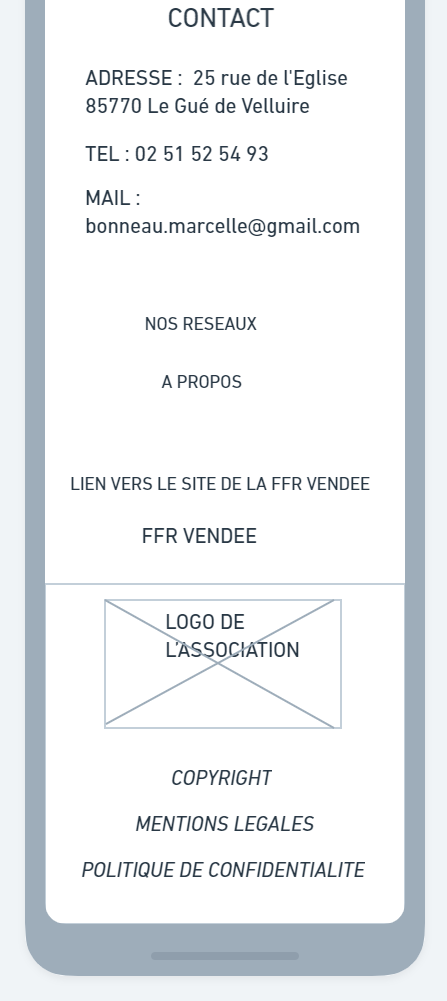 CONTACT
ADRESSE :  25 rue de l'Eglise
85770 Le Gué de Velluire
TEL : 02 51 52 54 93
MAIL :
bonneau.marcelle@gmail.com
NOS RESEAUX
A PROPOS
LIEN VERS LE SITE DE LA FFR VENDEE
FFR VENDEE
LOGO DE
L'ASSOCIATION
COPYRIGHT
MENTIONS LEGALES
POLITIQUE DE CONFIDENTIALITE